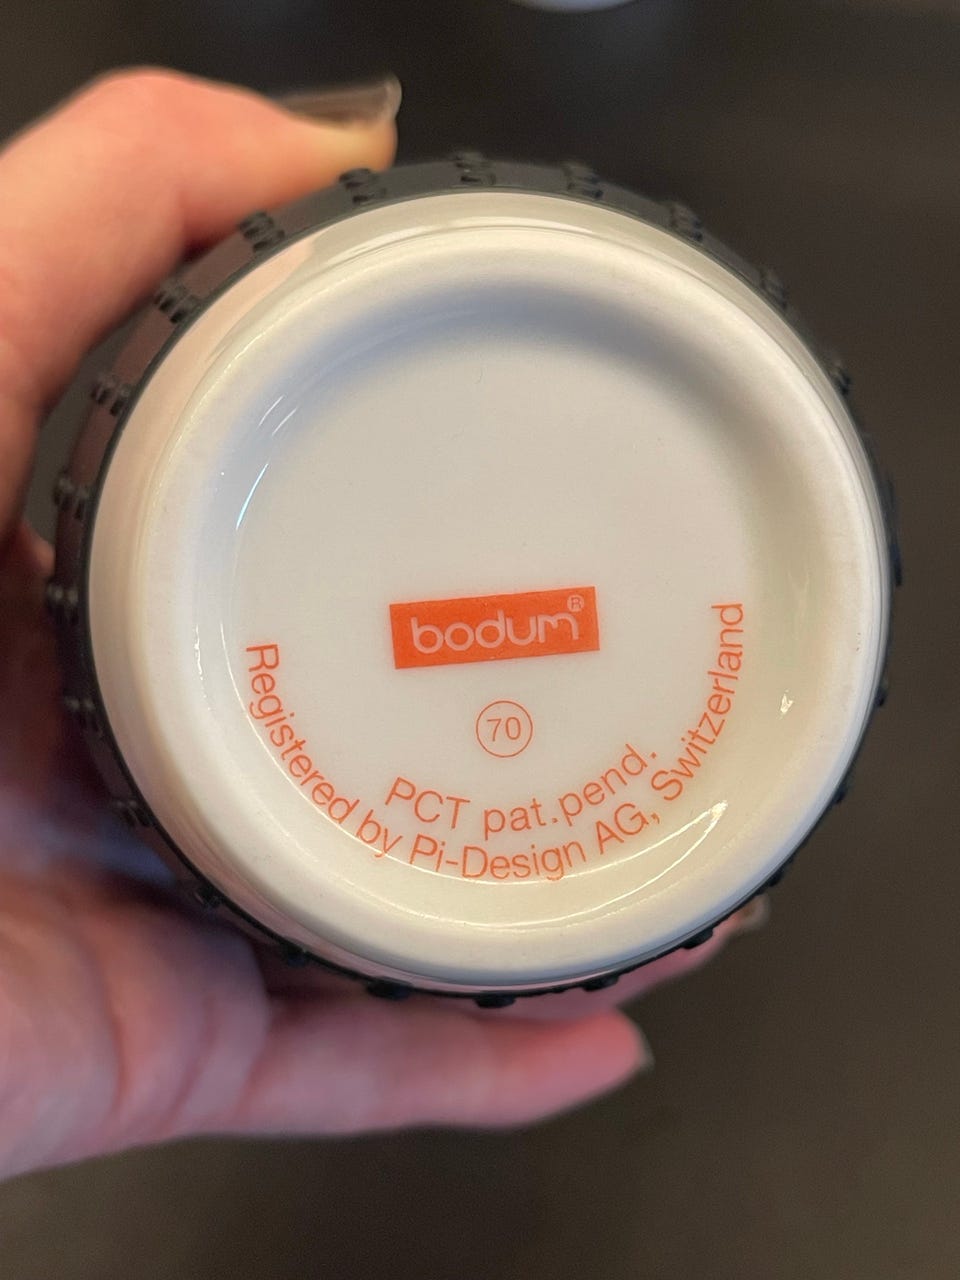 bodum®
70
PCT pat.pend.
Registered by Pi-Design AG, Switzerland